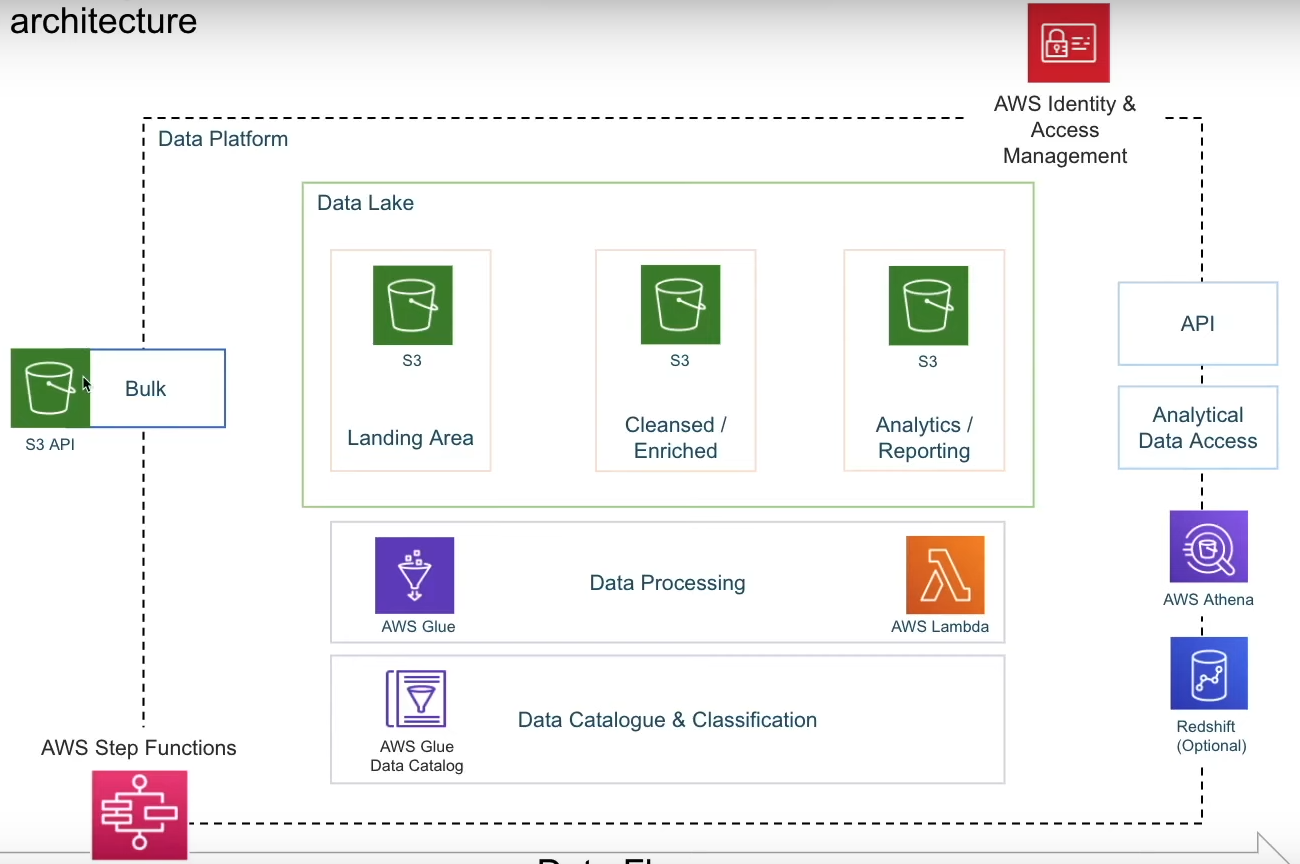 architecture
AWS Identity &
Access
Management
Data Platform
Data Lake
S3
Landing Area
S3
Cleansed /
Enriched
S3
Analytics /
Reporting
Bulk
S3 API
API
Analytical
Data Access
AWS Glue
Data Processing
AWS Lambda
AWS Athena
AWS Glue
Data Catalog
Data Catalogue & Classification
Redshift
(Optional)
AWS Step Functions